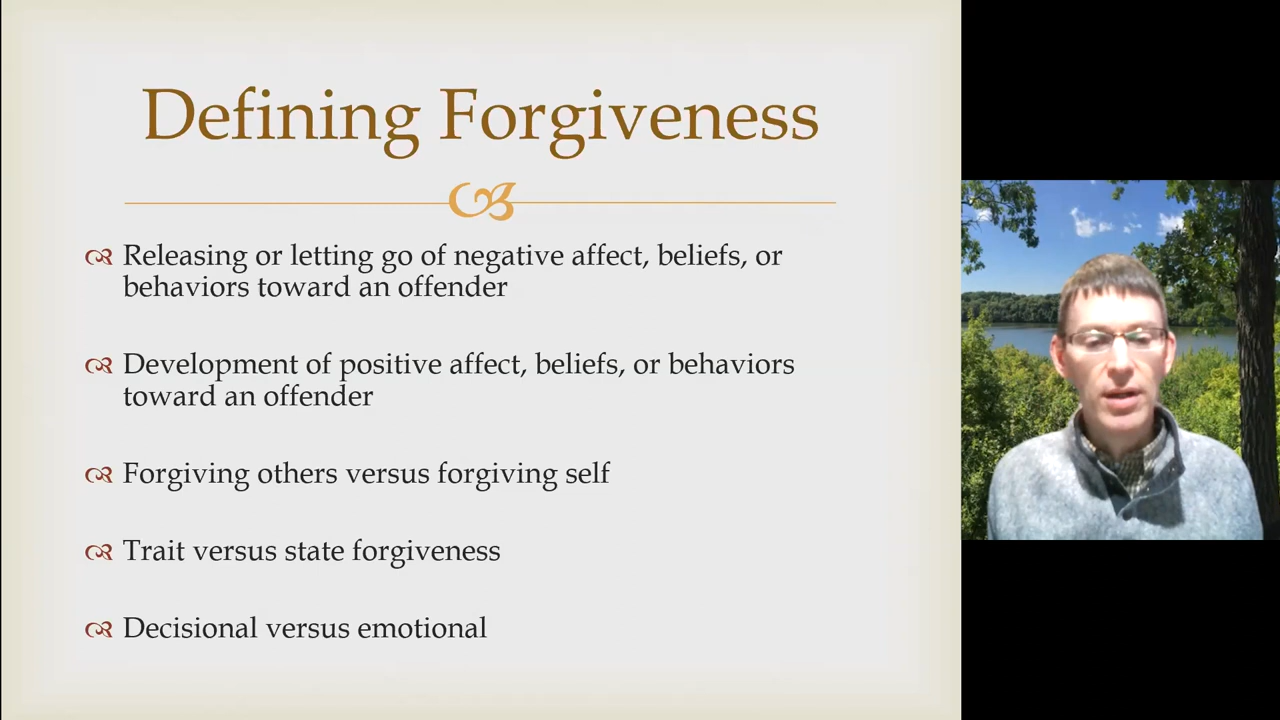 Defining Forgiveness
Releasing or letting go of negative affect, beliefs, or
behaviors toward an offender
Development of positive affect, beliefs, or behaviors
toward an offender
Forgiving others versus forgiving self
Trait versus state forgiveness
Decisional versus emotional